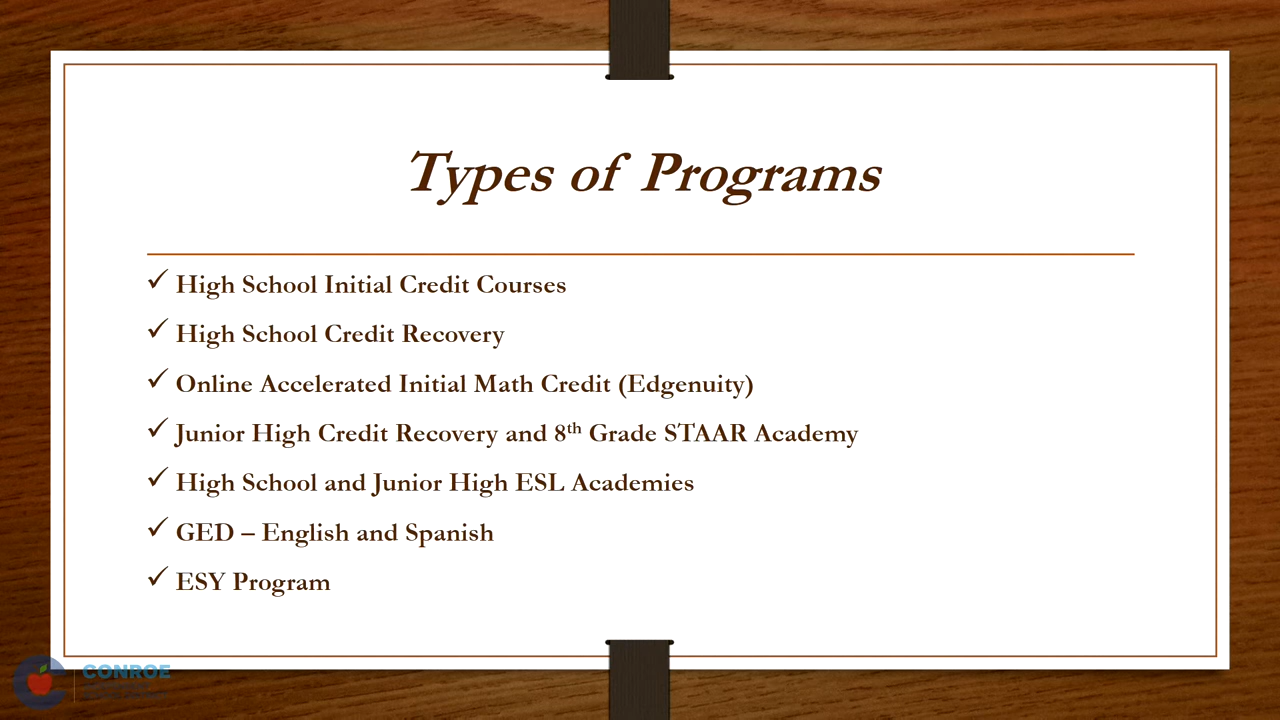 Types of Programs
✓ High School Initial Credit Courses
✓ High School Credit Recovery
✓ Online Accelerated Initial Math Credit (Edgenuity)
✓ Junior High Credit Recovery and 8th Grade STAAR Academy
✓ High School and Junior High ESL Academies
✓ GED – English and Spanish
✓ ESY Program
CONROE